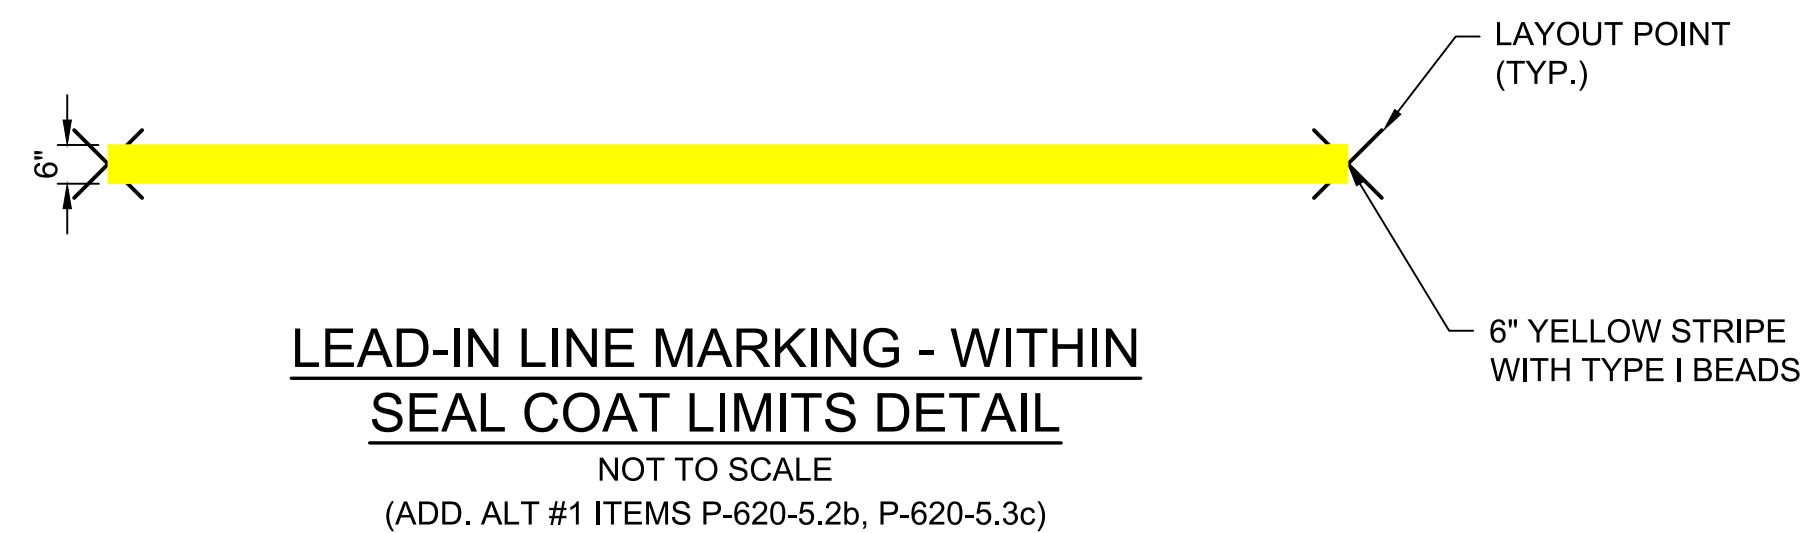 LAYOUT POINT
(TYP.)
6"
6" YELLOW STRIPE
WITH TYPE I BEADS
LEAD-IN LINE MARKING - WITHIN
SEAL COAT LIMITS DETAIL
NOT TO SCALE
(ADD. ALT #1 ITEMS P-620-5.2b, P-620-5.3c)